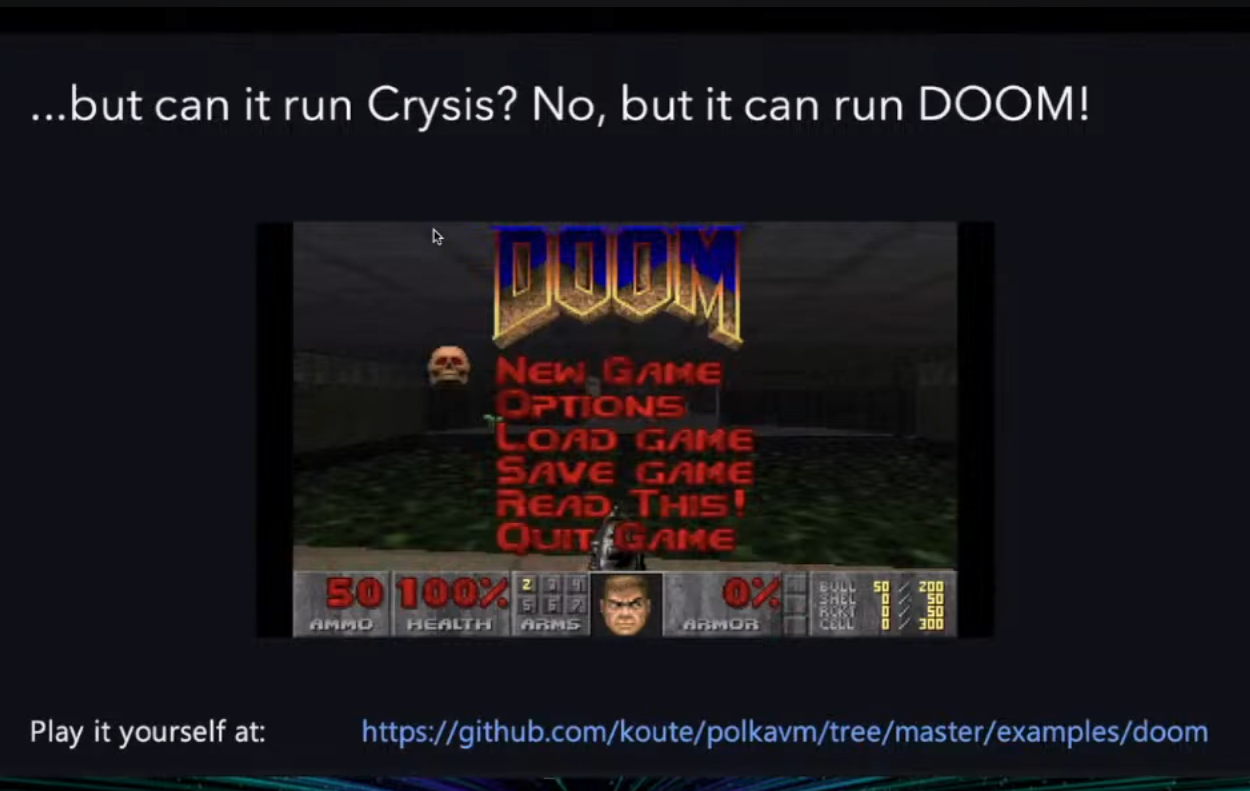 ...but can it run Crysis? No, but it can run DOOM!
DOOM
NEW GAME
OPTIONS
LOAD GAME
SAVE GAME
READ THIS!
QUIT GAME
50 100% 2 3 4 0% BULL 50 / 200
5 6 7 SHEL 0 / 50
RCKT 0 / 50
AMMO HEALTH ARMS ARMOR CELL 0 / 300
Play it yourself at: https://github.com/koute/polkavm/tree/master/examples/doom